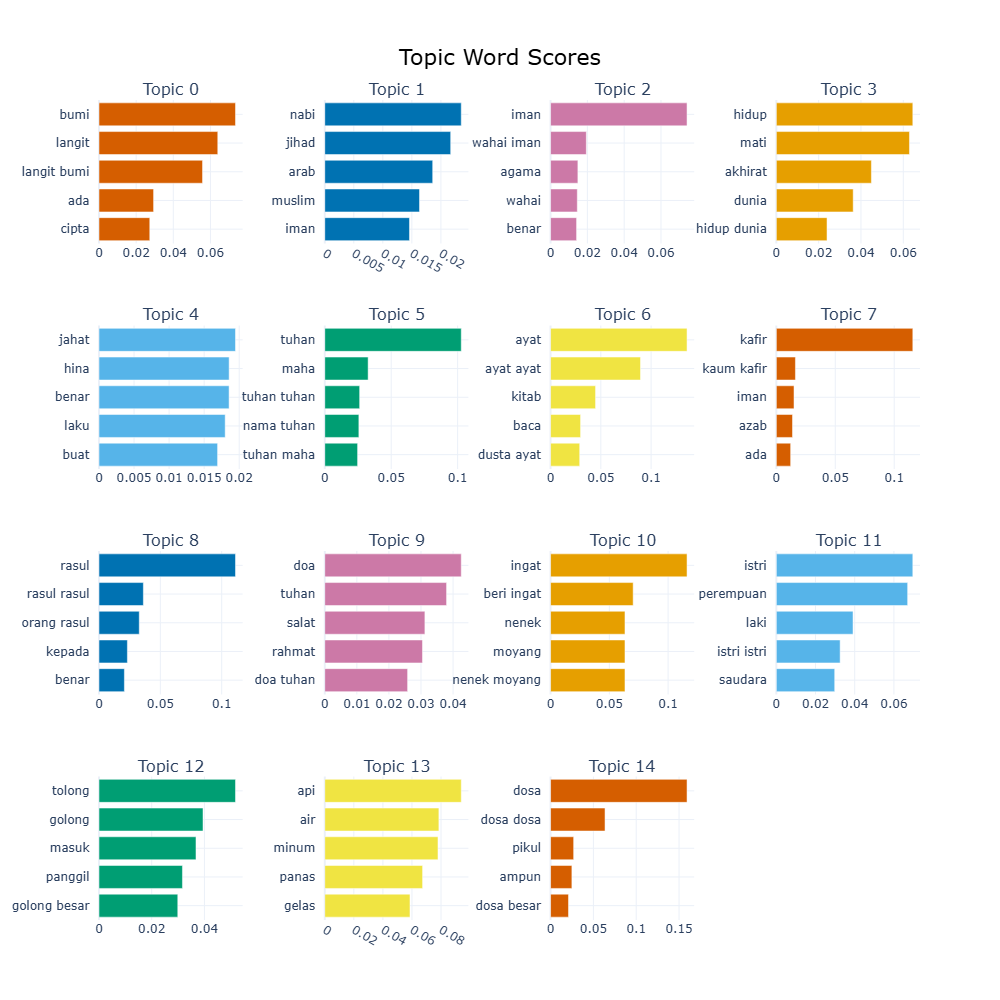 Topic Word Scores
Topic 0
bumi
langit
langit bumi
ada
cipta
0 0.02 0.04 0.06
Topic 1
nabi
jihad
arab
muslim
iman
0 0.005 0.01 0.015 0.02
Topic 2
iman
wahai iman
agama
wahai
benar
0 0.02 0.04 0.06
Topic 3
hidup
mati
akhirat
dunia
hidup dunia
0 0.02 0.04 0.06
Topic 4
jahat
hina
benar
laku
buat
0 0.005 0.01 0.015 0.02
Topic 5
tuhan
maha
tuhan tuhan
nama tuhan
tuhan maha
0 0.05 0.1
Topic 6
ayat
ayat ayat
kitab
baca
dusta ayat
0 0.05 0.1
Topic 7
kafir
kaum kafir
iman
azab
ada
0 0.05 0.1
Topic 8
rasul
rasul rasul
orang rasul
kepada
benar
0 0.05 0.1
Topic 9
doa
tuhan
salat
rahmat
doa tuhan
0 0.01 0.02 0.03 0.04
Topic 10
ingat
beri ingat
nenek
moyang
nenek moyang
0 0.05 0.1
Topic 11
istri
perempuan
laki
istri istri
saudara
0 0.02 0.04 0.06
Topic 12
tolong
golong
masuk
panggil
golong besar
0 0.02 0.04
Topic 13
api
air
minum
panas
gelas
0 0.02 0.04 0.06 0.08
Topic 14
dosa
dosa dosa
pikul
ampun
dosa besar
0 0.05 0.1 0.15